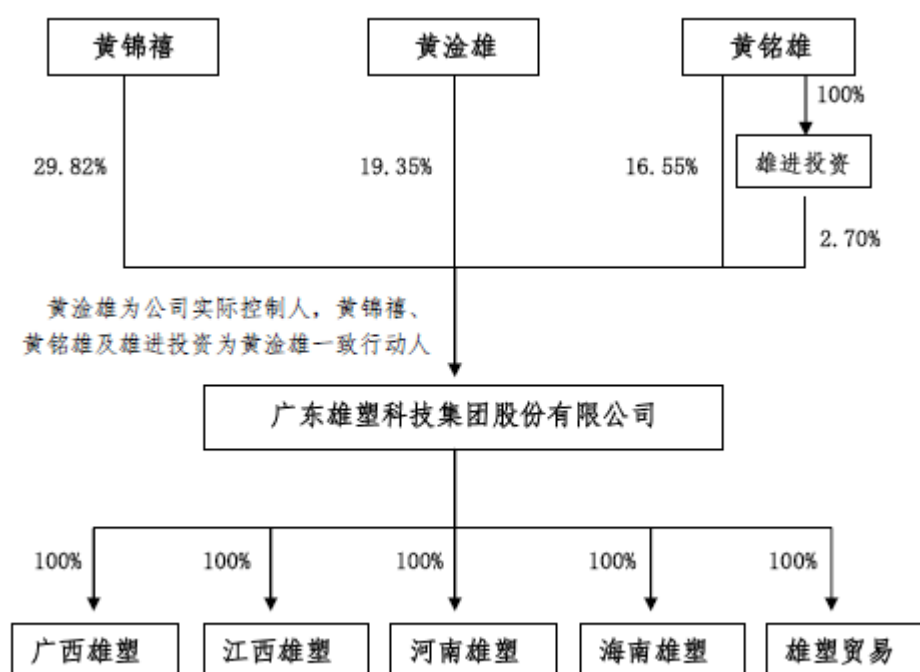 黄锦禧
黄淦雄
黄铭雄
100%
29.82%
19.35%
16.55%
雄进投资
2.70%
黄淦雄为公司实际控制人，黄锦禧、
黄铭雄及雄进投资为黄淦雄一致行动人
广东雄塑科技集团股份有限公司
100%
100%
100%
100%
100%
广西雄塑
江西雄塑
河南雄塑
海南雄塑
雄塑贸易